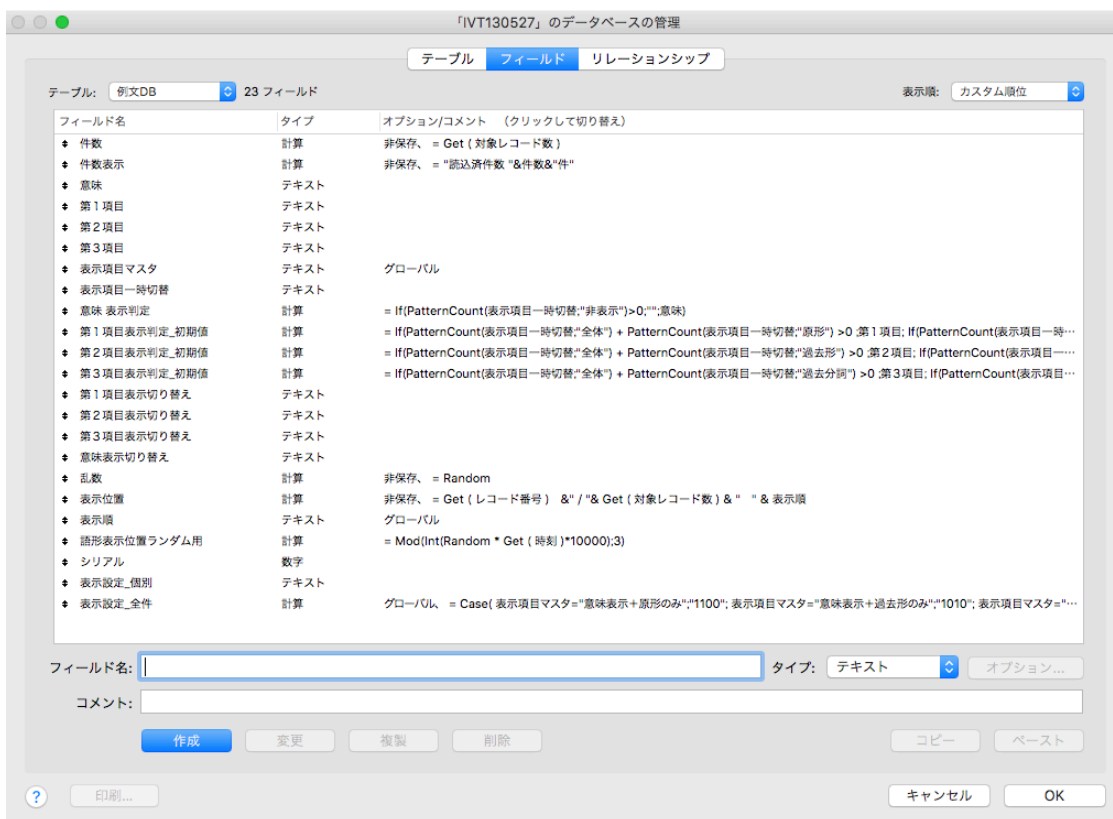 「IVT130527」のデータベースの管理
テーブル フィールド リレーションシップ
テーブル: 例文DB 23 フィールド 表示順: カスタム順位
フィールド名 タイプ オプション/コメント （クリックして切り替え）
件数 計算 非保存、 = Get ( 対象レコード数 )
件数表示 計算 非保存、 = "読込済件数 "&件数&"件"
意味 テキスト
第1項目 テキスト
第２項目 テキスト
第３項目 テキスト
表示項目マスタ テキスト グローバル
表示項目一時切替 テキスト
意味 表示判定 計算 = If(PatternCount(表示項目一時切替;"非表示")>0;"";意味)
第１項目表示判定_初期値 計算 = If(PatternCount(表示項目一時切替;"全体") + PatternCount(表示項目一時切替;"原形") >0 ;第１項目; If(PatternCount(表示項目一時…
第２項目表示判定_初期値 計算 = If(PatternCount(表示項目一時切替;"全体") + PatternCount(表示項目一時切替;"過去形") >0 ;第２項目; If(PatternCount(表示項目一…
第３項目表示判定_初期値 計算 = If(PatternCount(表示項目一時切替;"全体") + PatternCount(表示項目一時切替;"過去分詞") >0 ;第３項目; If(PatternCount(表示項目…
第１項目表示切り替え テキスト
第２項目表示切り替え テキスト
第３項目表示切り替え テキスト
意味表示切り替え テキスト
乱数 計算 非保存、 = Random
表示位置 計算 非保存、 = Get ( レコード番号 ) &" / "& Get ( 対象レコード数 ) & "　" & 表示順
表示順 テキスト グローバル
語形表示位置ランダム用 計算 = Mod(Int(Random * Get ( 時刻 )*10000);3)
シリアル 数字
表示設定_個別 テキスト
表示設定_全件 計算 グローバル、 = Case( 表示項目マスタ="意味表示＋原形のみ";"1100"; 表示項目マスタ="意味表示＋過去形のみ";"1010"; 表示項目マスタ="…
フィールド名: タイプ: テキスト オプション...
コメント:
作成 変更 複製 削除 コピー ペースト
? 印刷... キャンセル OK